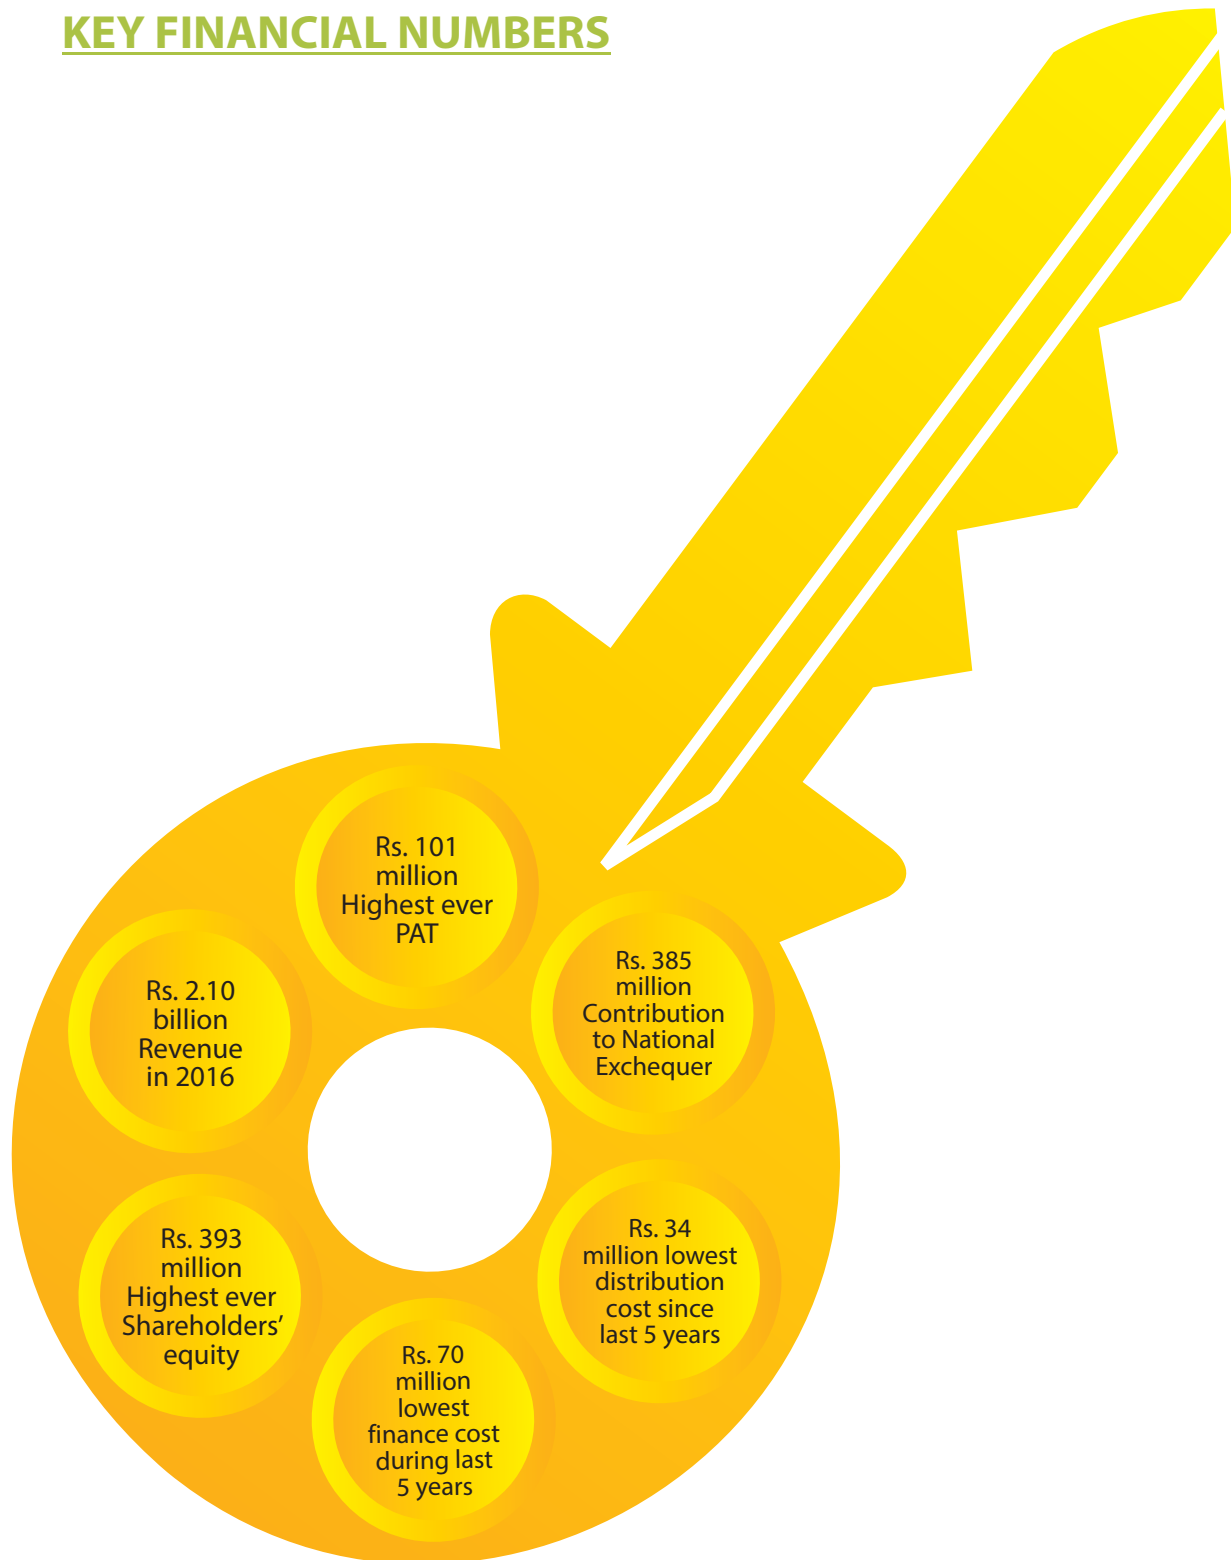 KEY FINANCIAL NUMBERS
Rs. 101
million
Highest ever
PAT
Rs. 385
million
Contribution
to National
Exchequer
Rs. 2.10
billion
Revenue
in 2016
Rs. 34
million lowest
distribution
cost since
last 5 years
Rs. 393
million
Highest ever
Shareholders’
equity
Rs. 70
million
lowest
finance cost
during last
5 years